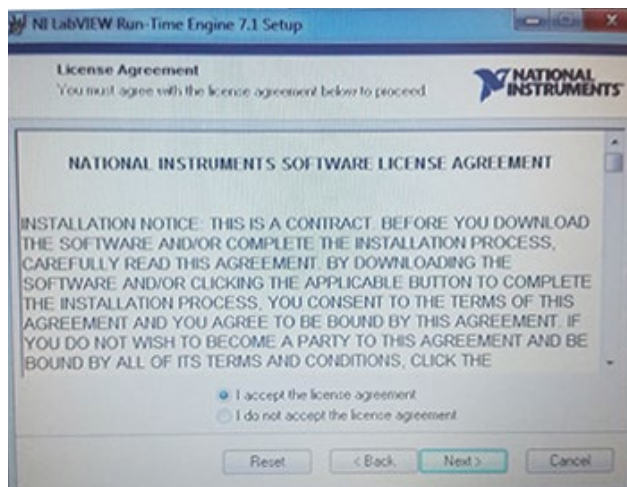 NI LabVIEW Run-Time Engine 7.1 Setup
License Agreement
You must agree with the license agreement below to proceed.
NATIONAL INSTRUMENTS
NATIONAL INSTRUMENTS SOFTWARE LICENSE AGREEMENT
INSTALLATION NOTICE: THIS IS A CONTRACT. BEFORE YOU DOWNLOAD
THE SOFTWARE AND/OR COMPLETE THE INSTALLATION PROCESS,
CAREFULLY READ THIS AGREEMENT. BY DOWNLOADING THE
SOFTWARE AND/OR CLICKING THE APPLICABLE BUTTON TO COMPLETE
THE INSTALLATION PROCESS, YOU CONSENT TO THE TERMS OF THIS
AGREEMENT AND YOU AGREE TO BE BOUND BY THIS AGREEMENT. IF
YOU DO NOT WISH TO BECOME A PARTY TO THIS AGREEMENT AND BE
BOUND BY ALL OF ITS TERMS AND CONDITIONS, CLICK THE
I accept the license agreement.
I do not accept the license agreement.
Reset < Back Next > Cancel